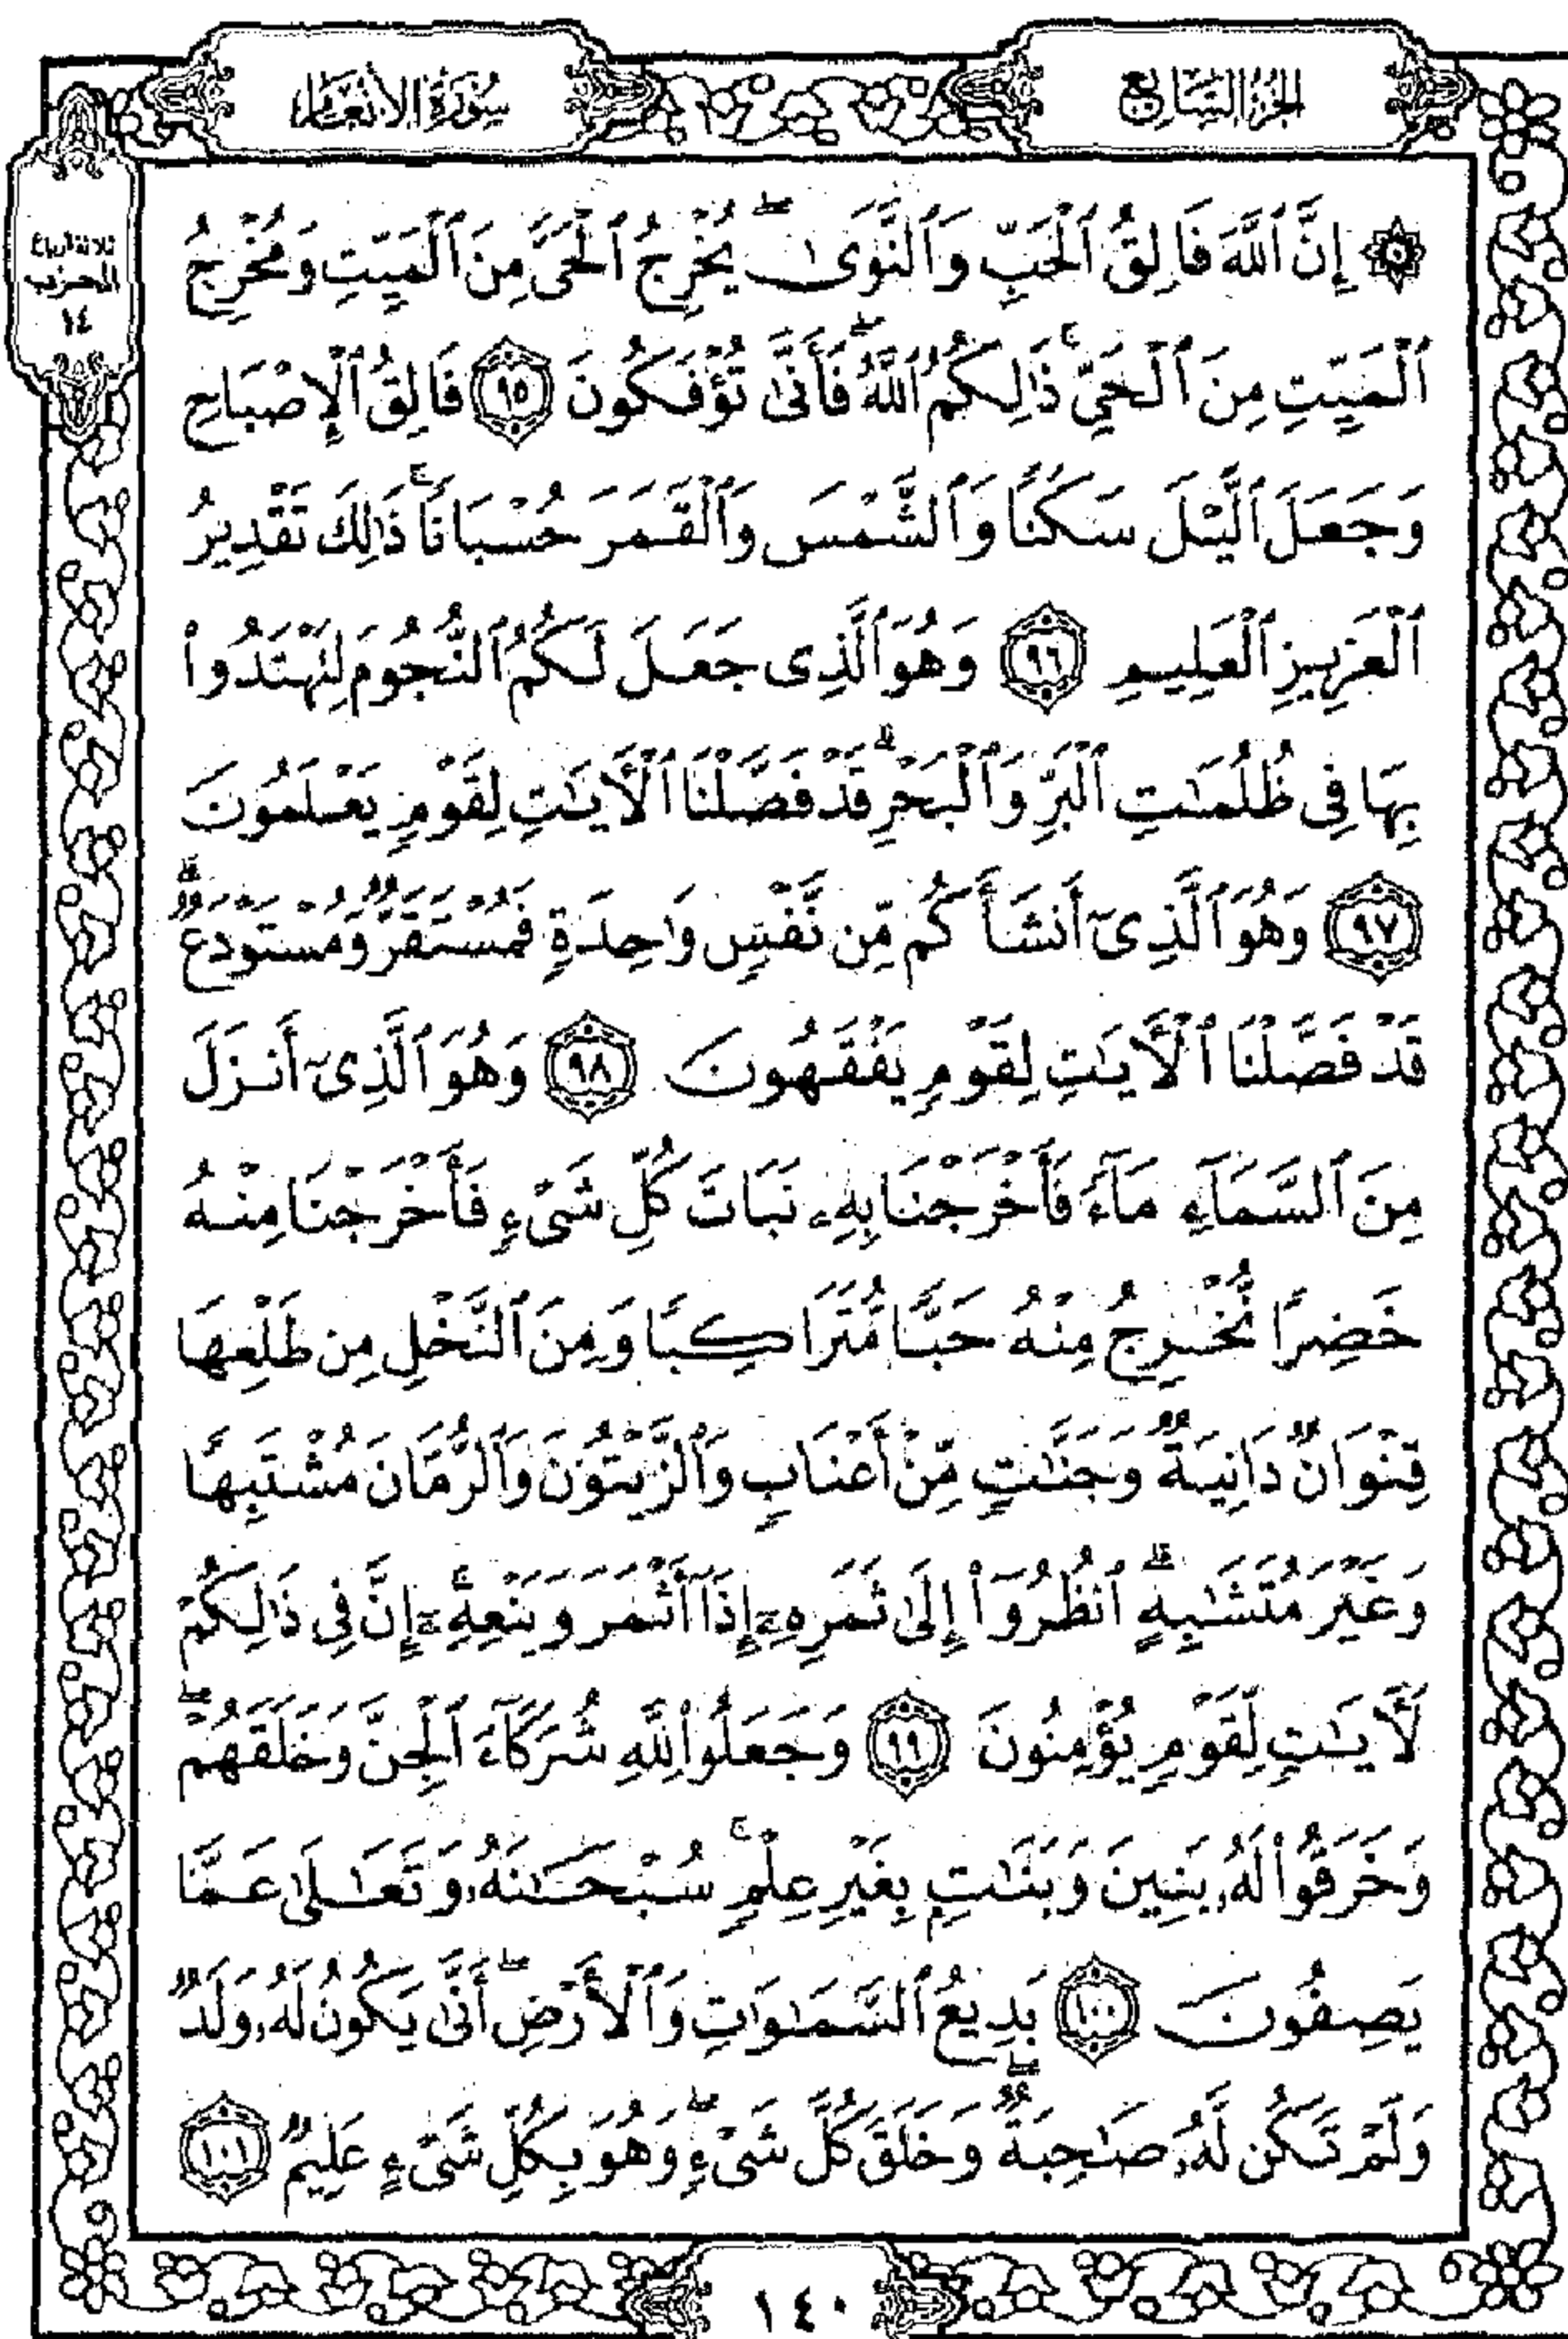 الجزء السابع
سورة الأنعام
ثلاثة أرباع
الحزب
١٤
۞ إِنَّ ٱللَّهَ فَالِقُ ٱلْحَبِّ وَٱلنَّوَىٰ ۖ يُخْرِجُ ٱلْحَىَّ مِنَ ٱلْمَيِّتِ وَمُخْرِجُ
ٱلْمَيِّتِ مِنَ ٱلْحَىِّ ۚ ذَٰلِكُمُ ٱللَّهُ ۖ فَأَنَّىٰ تُؤْفَكُونَ ٩٥ فَالِقُ ٱلْإِصْبَاحِ
وَجَعَلَ ٱلَّيْلَ سَكَنًا وَٱلشَّمْسَ وَٱلْقَمَرَ حُسْبَانًا ۚ ذَٰلِكَ تَقْدِيرُ
ٱلْعَزِيزِ ٱلْعَلِيمِ ٩٦ وَهُوَ ٱلَّذِى جَعَلَ لَكُمُ ٱلنُّجُومَ لِتَهْتَدُوا۟
بِهَا فِى ظُلُمَٰتِ ٱلْبَرِّ وَٱلْبَحْرِ ۗ قَدْ فَصَّلْنَا ٱلْءَايَٰتِ لِقَوْمٍ يَعْلَمُونَ
٩٧ وَهُوَ ٱلَّذِىٓ أَنشَأَكُم مِّن نَّفْسٍ وَٰحِدَةٍ فَمُسْتَقَرٌّ وَمُسْتَوْدَعٌ ۗ
قَدْ فَصَّلْنَا ٱلْءَايَٰتِ لِقَوْمٍ يَفْقَهُونَ ٩٨ وَهُوَ ٱلَّذِىٓ أَنزَلَ
مِنَ ٱلسَّمَآءِ مَآءً فَأَخْرَجْنَا بِهِۦ نَبَاتَ كُلِّ شَىْءٍ فَأَخْرَجْنَا مِنْهُ
خَضِرًا نُّخْرِجُ مِنْهُ حَبًّا مُّتَرَاكِبًا وَمِنَ ٱلنَّخْلِ مِن طَلْعِهَا
قِنْوَانٌ دَانِيَةٌ وَجَنَّٰتٍ مِّنْ أَعْنَابٍ وَٱلزَّيْتُونَ وَٱلرُّمَّانَ مُشْتَبِهًا
وَغَيْرَ مُتَشَٰبِهٍ ۗ ٱنظُرُوٓا۟ إِلَىٰ ثَمَرِهِۦٓ إِذَآ أَثْمَرَ وَيَنْعِهِۦٓ ۚ إِنَّ فِى ذَٰلِكُمْ
لَءَايَٰتٍ لِّقَوْمٍ يُؤْمِنُونَ ٩٩ وَجَعَلُوا۟ لِلَّهِ شُرَكَآءَ ٱلْجِنَّ وَخَلَقَهُمْ ۖ
وَخَرَقُوا۟ لَهُۥ بَنِينَ وَبَنَٰتٍۭ بِغَيْرِ عِلْمٍ ۚ سُبْحَٰنَهُۥ وَتَعَٰلَىٰ عَمَّا
يَصِفُونَ ١٠٠ بَدِيعُ ٱلسَّمَٰوَٰتِ وَٱلْأَرْضِ ۖ أَنَّىٰ يَكُونُ لَهُۥ وَلَدٌ
وَلَمْ تَكُن لَّهُۥ صَٰحِبَةٌ ۖ وَخَلَقَ كُلَّ شَىْءٍ ۖ وَهُوَ بِكُلِّ شَىْءٍ عَلِيمٌ ١٠١
١٤٠